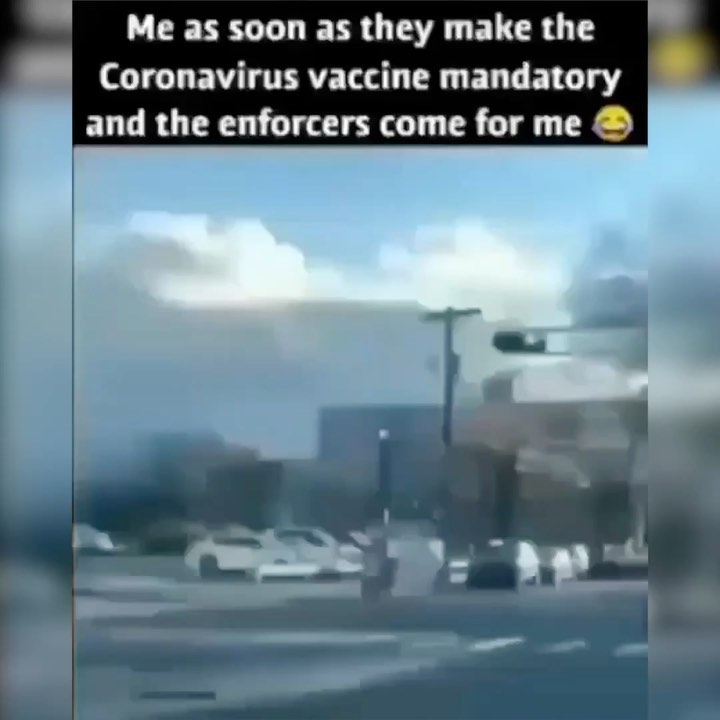 Me as soon as they make the
Coronavirus vaccine mandatory
and the enforcers come for me 😂